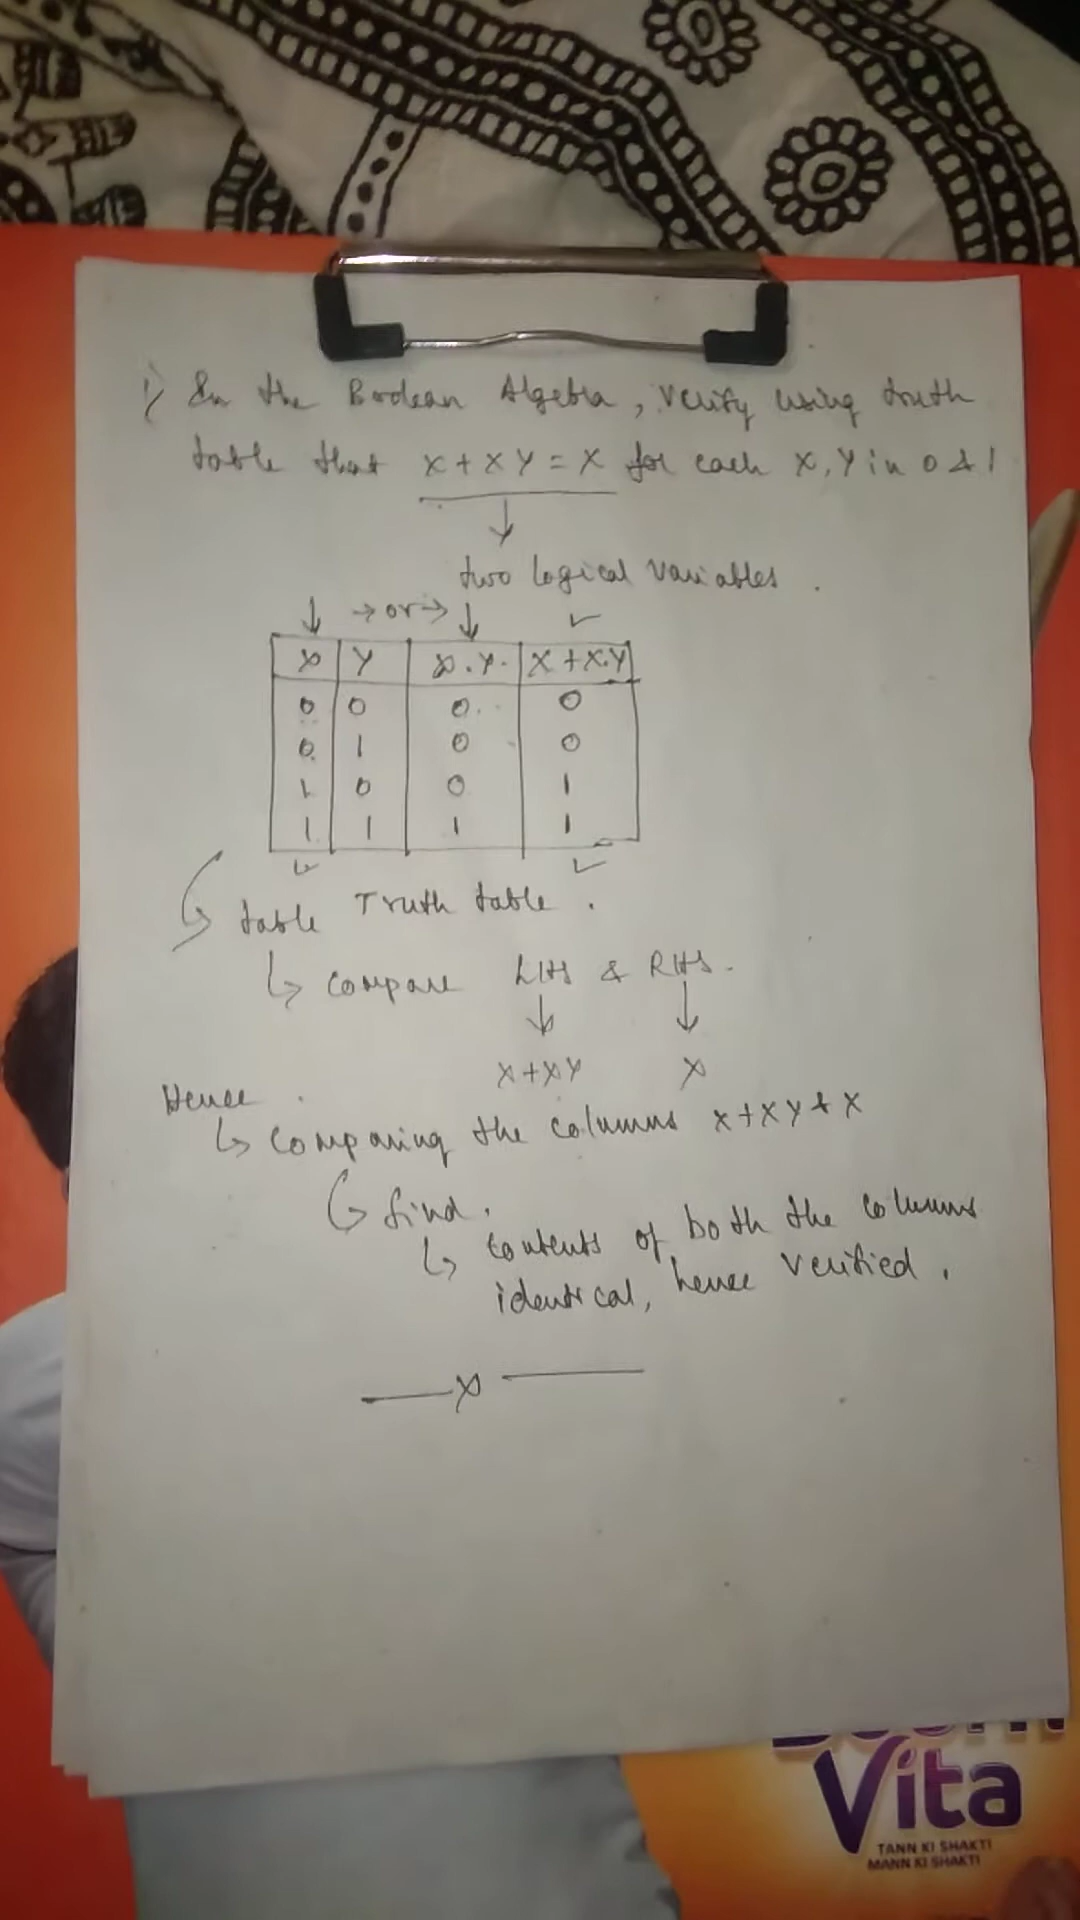 1) In the Boolean Algebra, verify using truth
table that X+XY=X for each X,Y in 0 & 1
two logical variables.
→ or →
X Y X.Y. X+X.Y
0 0 0 0
0 1 0 0
1 0 0 1
1 1 1 1
table Truth table.
compare LHS & RHS.
X+XY X
Hence.
Comparing the columns X+XY & X
find.
contents of both the columns
identical, hence verified.
X
Vita
TANN KI SHAKTI
MANN KI SHAKTI